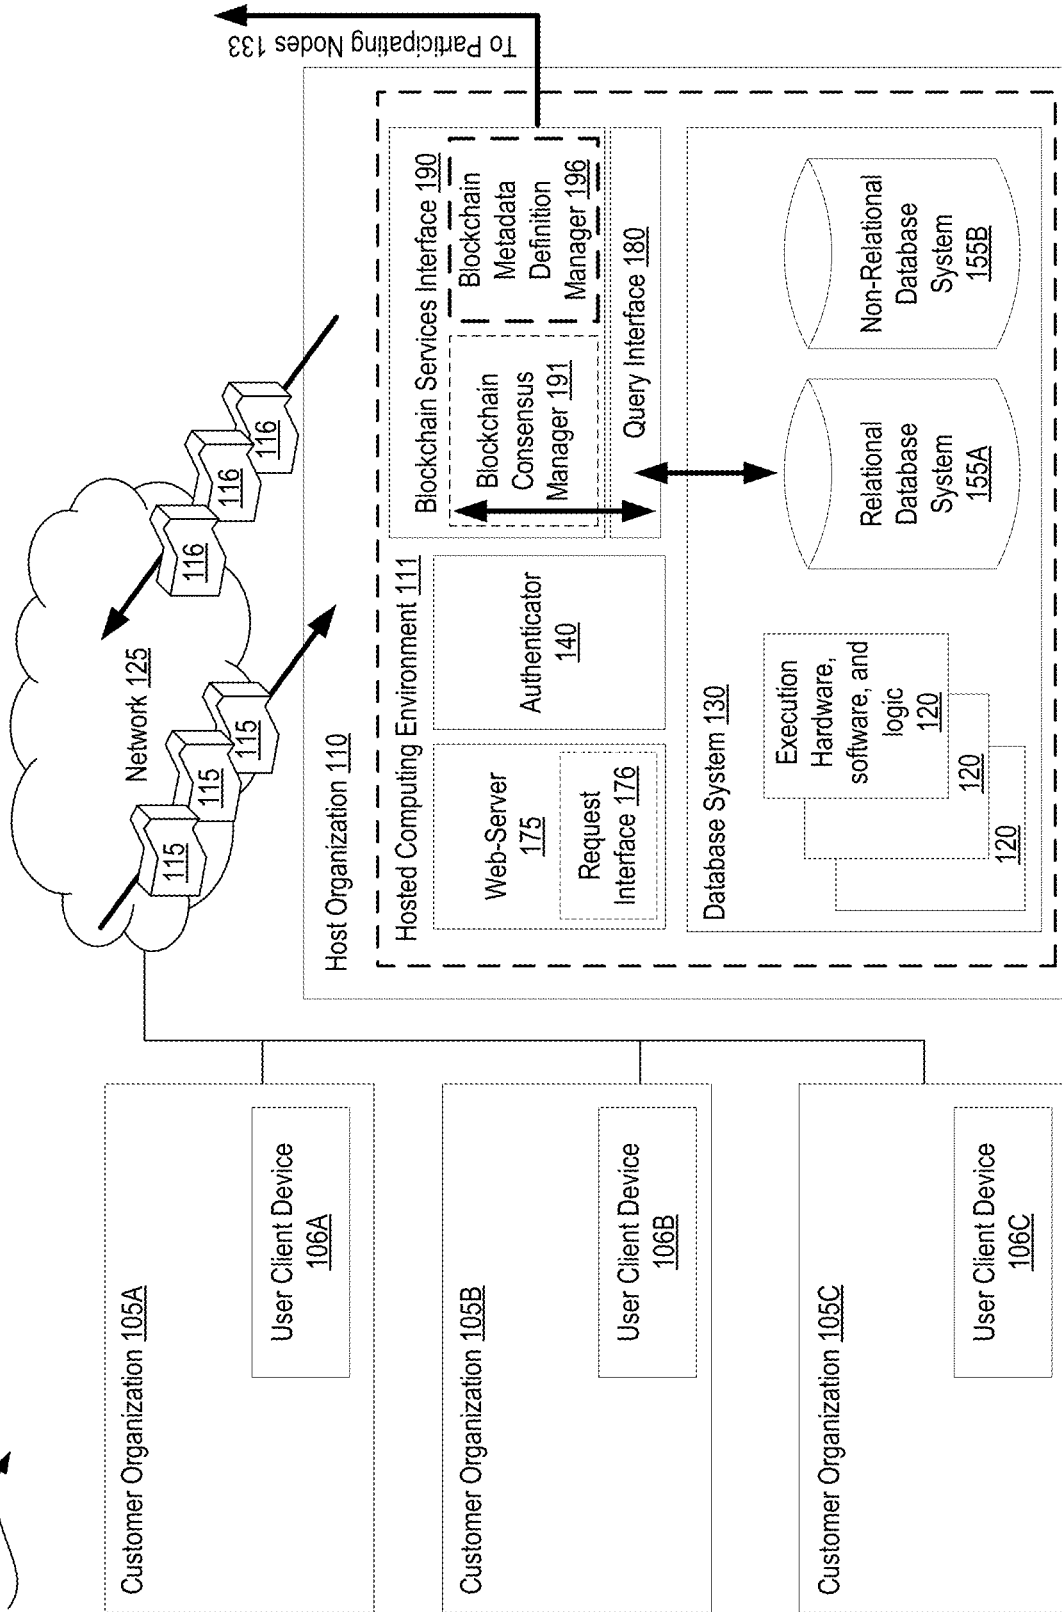 To Participating Nodes 133
Network 125
115
115
115
116
116
116
Customer Organization 105A
User Client Device
106A
Customer Organization 105B
User Client Device
106B
Customer Organization 105C
User Client Device
106C
Host Organization 110
Hosted Computing Environment 111
Web-Server
175
Request
Interface 176
Authenticator
140
Blockchain Services Interface 190
Blockchain
Consensus
Manager 191
Blockchain
Metadata
Definition
Manager 196
Query Interface 180
Database System 130
Execution
Hardware,
software, and
logic
120
120
120
Relational
Database
System
155A
Non-Relational
Database
System
155B